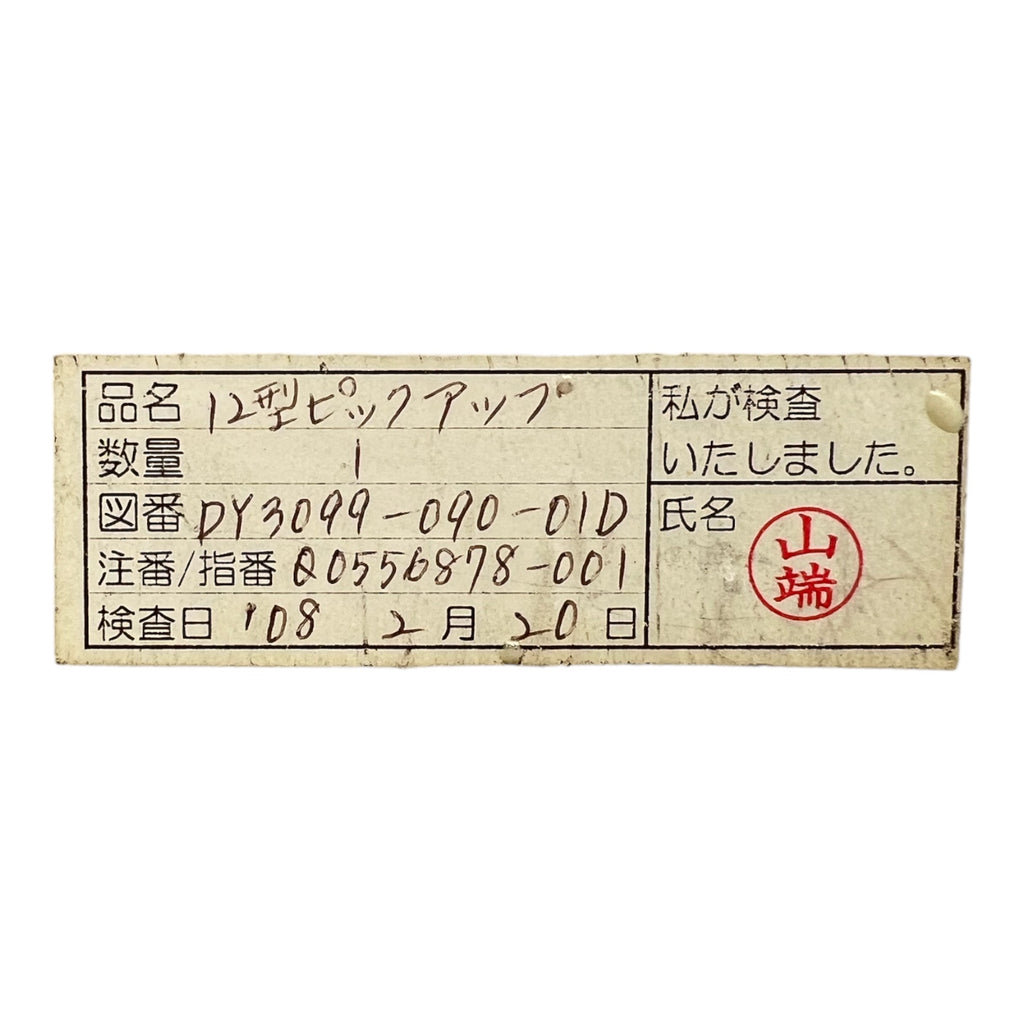 品名 12型ピックアップ
数量 1
図番 DY3099-090-01D
注番/指番 Q0556878-001
検査日 '08 2月20日
私が検査
いたしました。
氏名 山端